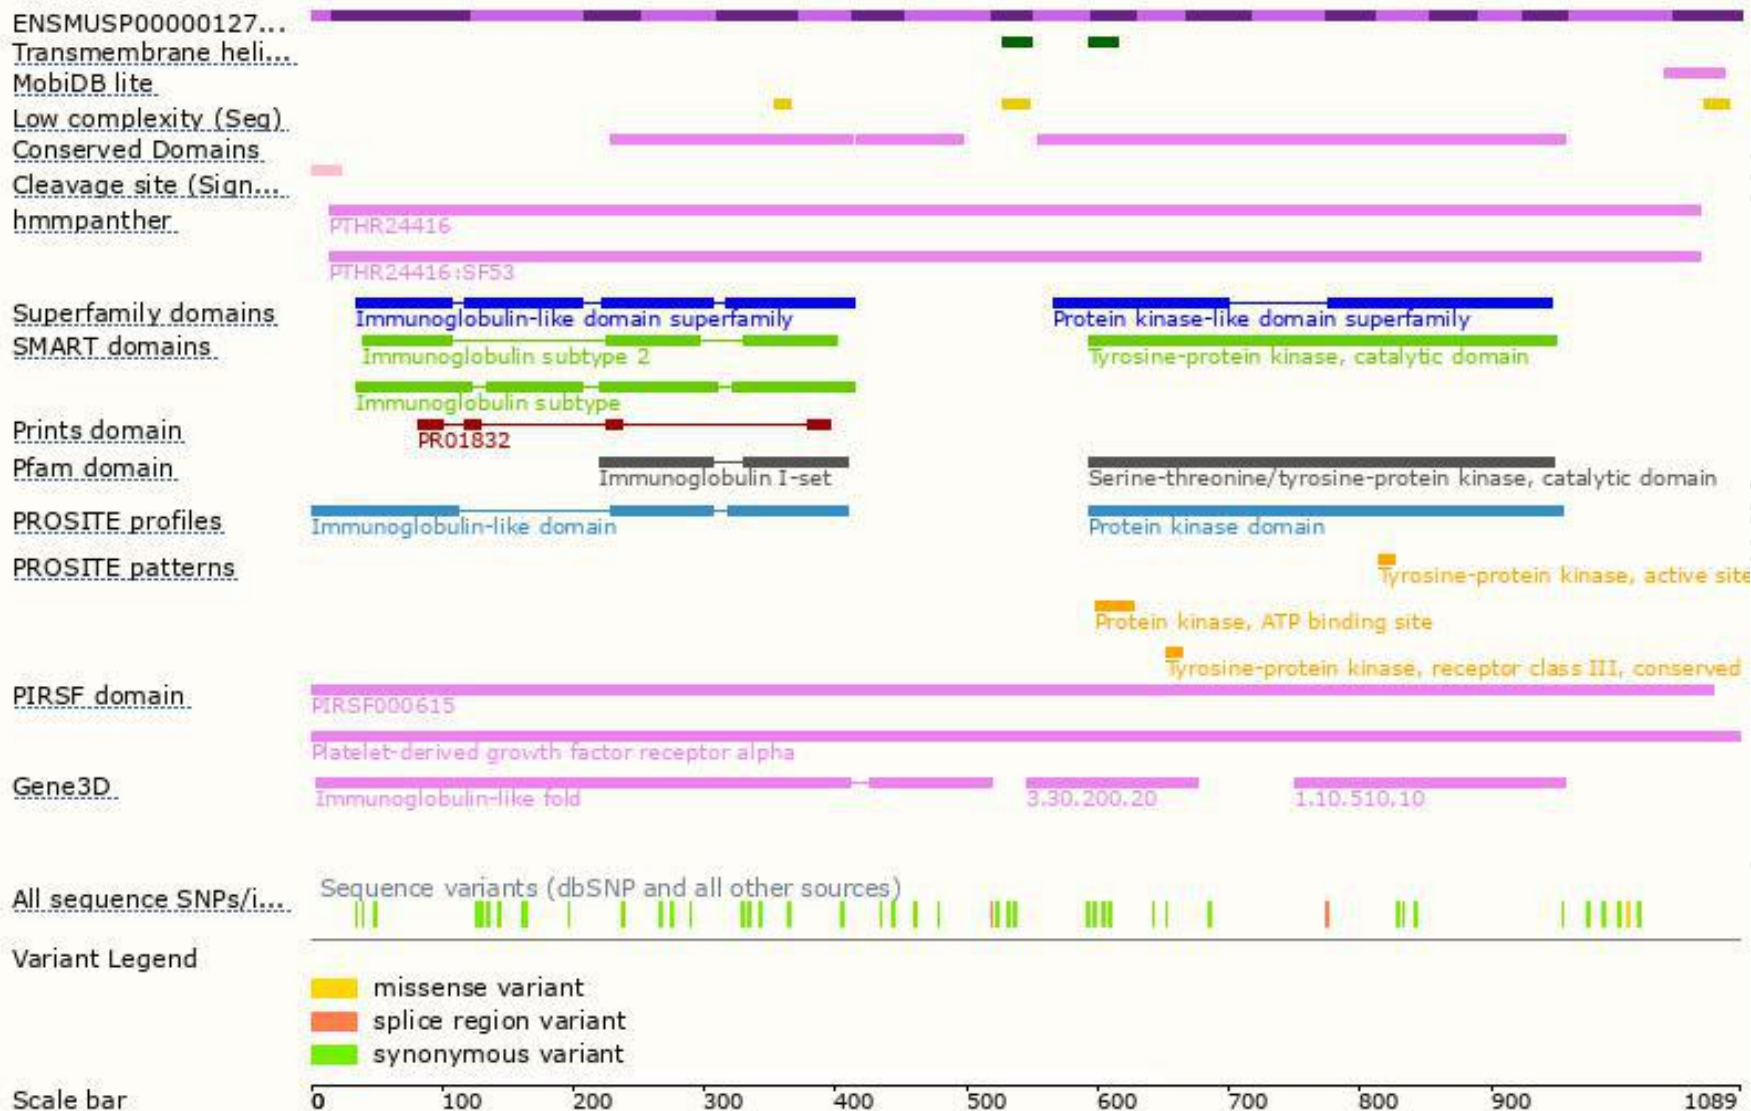 ENSMUSP00000127...
Transmembrane heli...
MobiDB lite
Low complexity (Seg)
Conserved Domains
Cleavage site (Sign...
hmmpanther
PTHR24416
PTHR24416:SF53
Superfamily domains
Immunoglobulin-like domain superfamily
Protein kinase-like domain superfamily
SMART domains
Immunoglobulin subtype 2
Tyrosine-protein kinase, catalytic domain
Immunoglobulin subtype
Prints domain
PR01832
Pfam domain
Immunoglobulin I-set
Serine-threonine/tyrosine-protein kinase, catalytic domain
PROSITE profiles
Immunoglobulin-like domain
Protein kinase domain
PROSITE patterns
Tyrosine-protein kinase, active site
Protein kinase, ATP binding site
Tyrosine-protein kinase, receptor class III, conserved
PIRSF domain
PIRSF000615
Platelet-derived growth factor receptor alpha
Gene3D
Immunoglobulin-like fold
3.30.200.20
1.10.510.10
All sequence SNPs/i...
Sequence variants (dbSNP and all other sources)
Variant Legend
missense variant
splice region variant
synonymous variant
Scale bar
0 100 200 300 400 500 600 700 800 900 1089